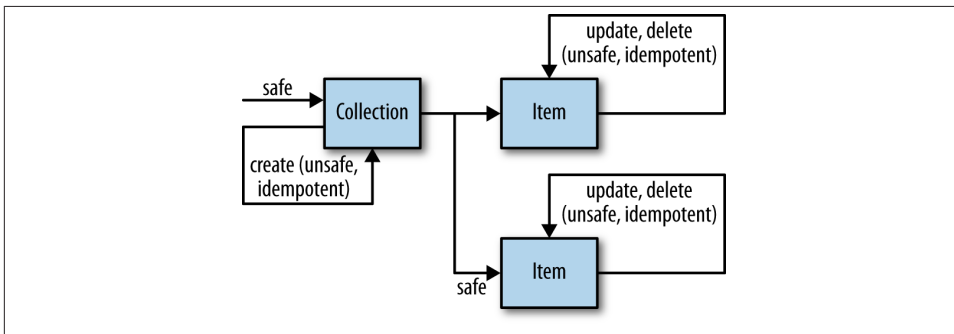 update, delete
(unsafe, idempotent)
safe
Collection
Item
create (unsafe,
idempotent)
update, delete
(unsafe, idempotent)
Item
safe